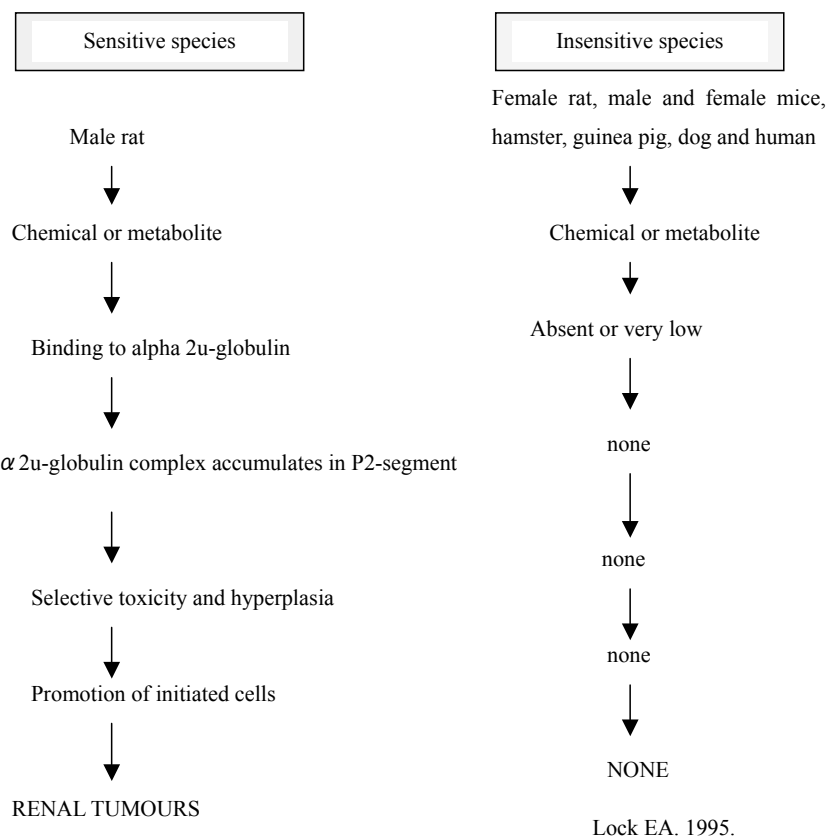 Sensitive species
Male rat
Chemical or metabolite
Binding to alpha 2u-globulin
α 2u-globulin complex accumulates in P2-segment
Selective toxicity and hyperplasia
Promotion of initiated cells
RENAL TUMOURS
Insensitive species
Female rat, male and female mice,
hamster, guinea pig, dog and human
Chemical or metabolite
Absent or very low
none
none
none
NONE
Lock EA. 1995.